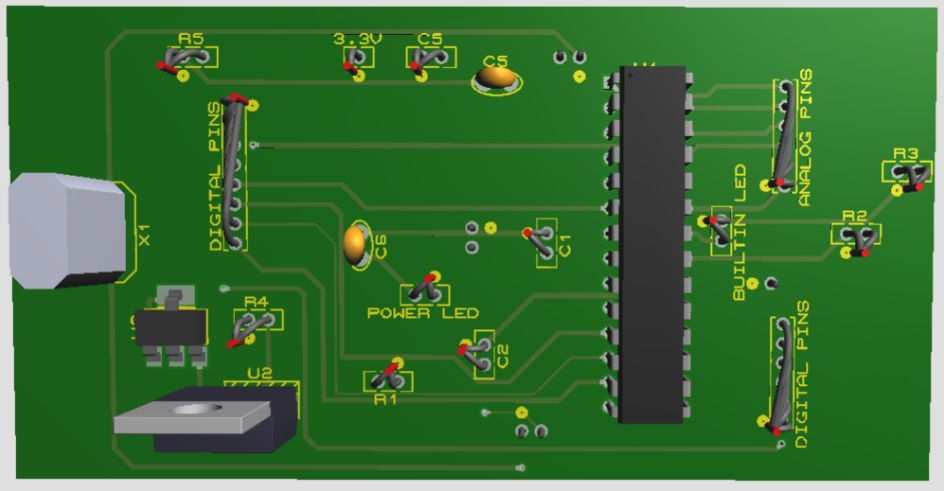 R5
3.3V
C5
C5
DIGITAL PINS
ANALOG PINS
R3
R2
BUILTIN LED
X1
C6
C1
POWER LED
R4
C2
R1
U2
DIGITAL PINS